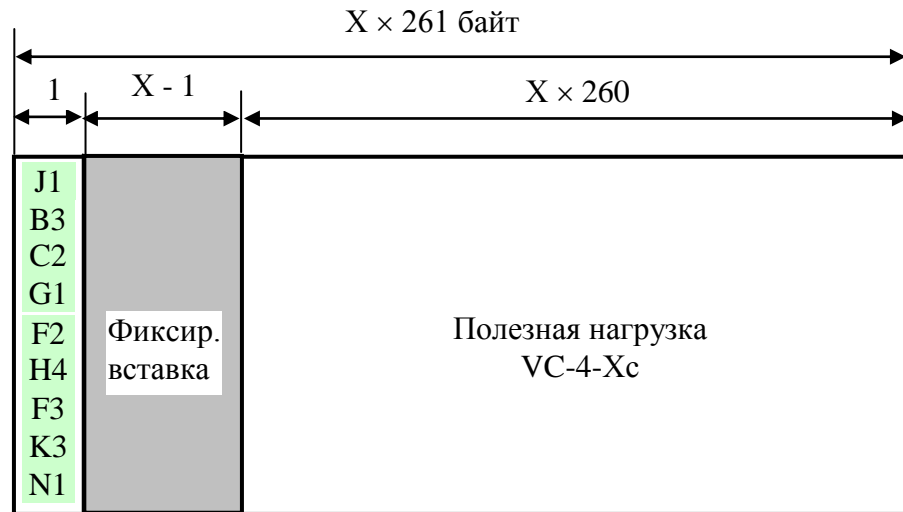 X × 261 байт
1
X - 1
X × 260
J1
B3
C2
G1
F2
H4
F3
K3
N1
Фиксир.
вставка
Полезная нагрузка
VC-4-Xc